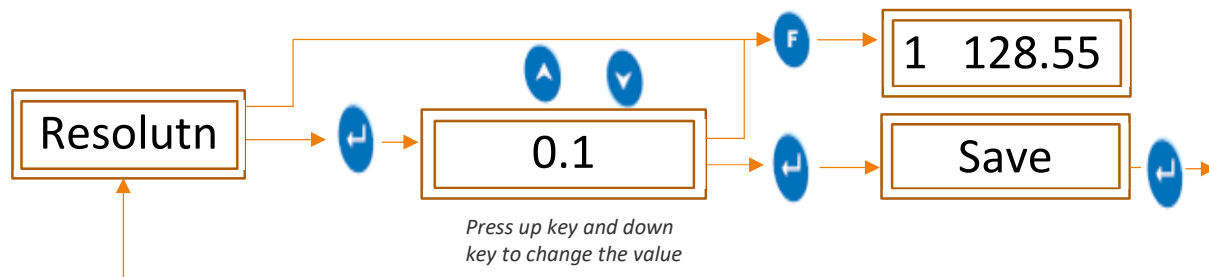 F
1 128.55
Resolutn
0.1
Save
Press up key and down
key to change the value